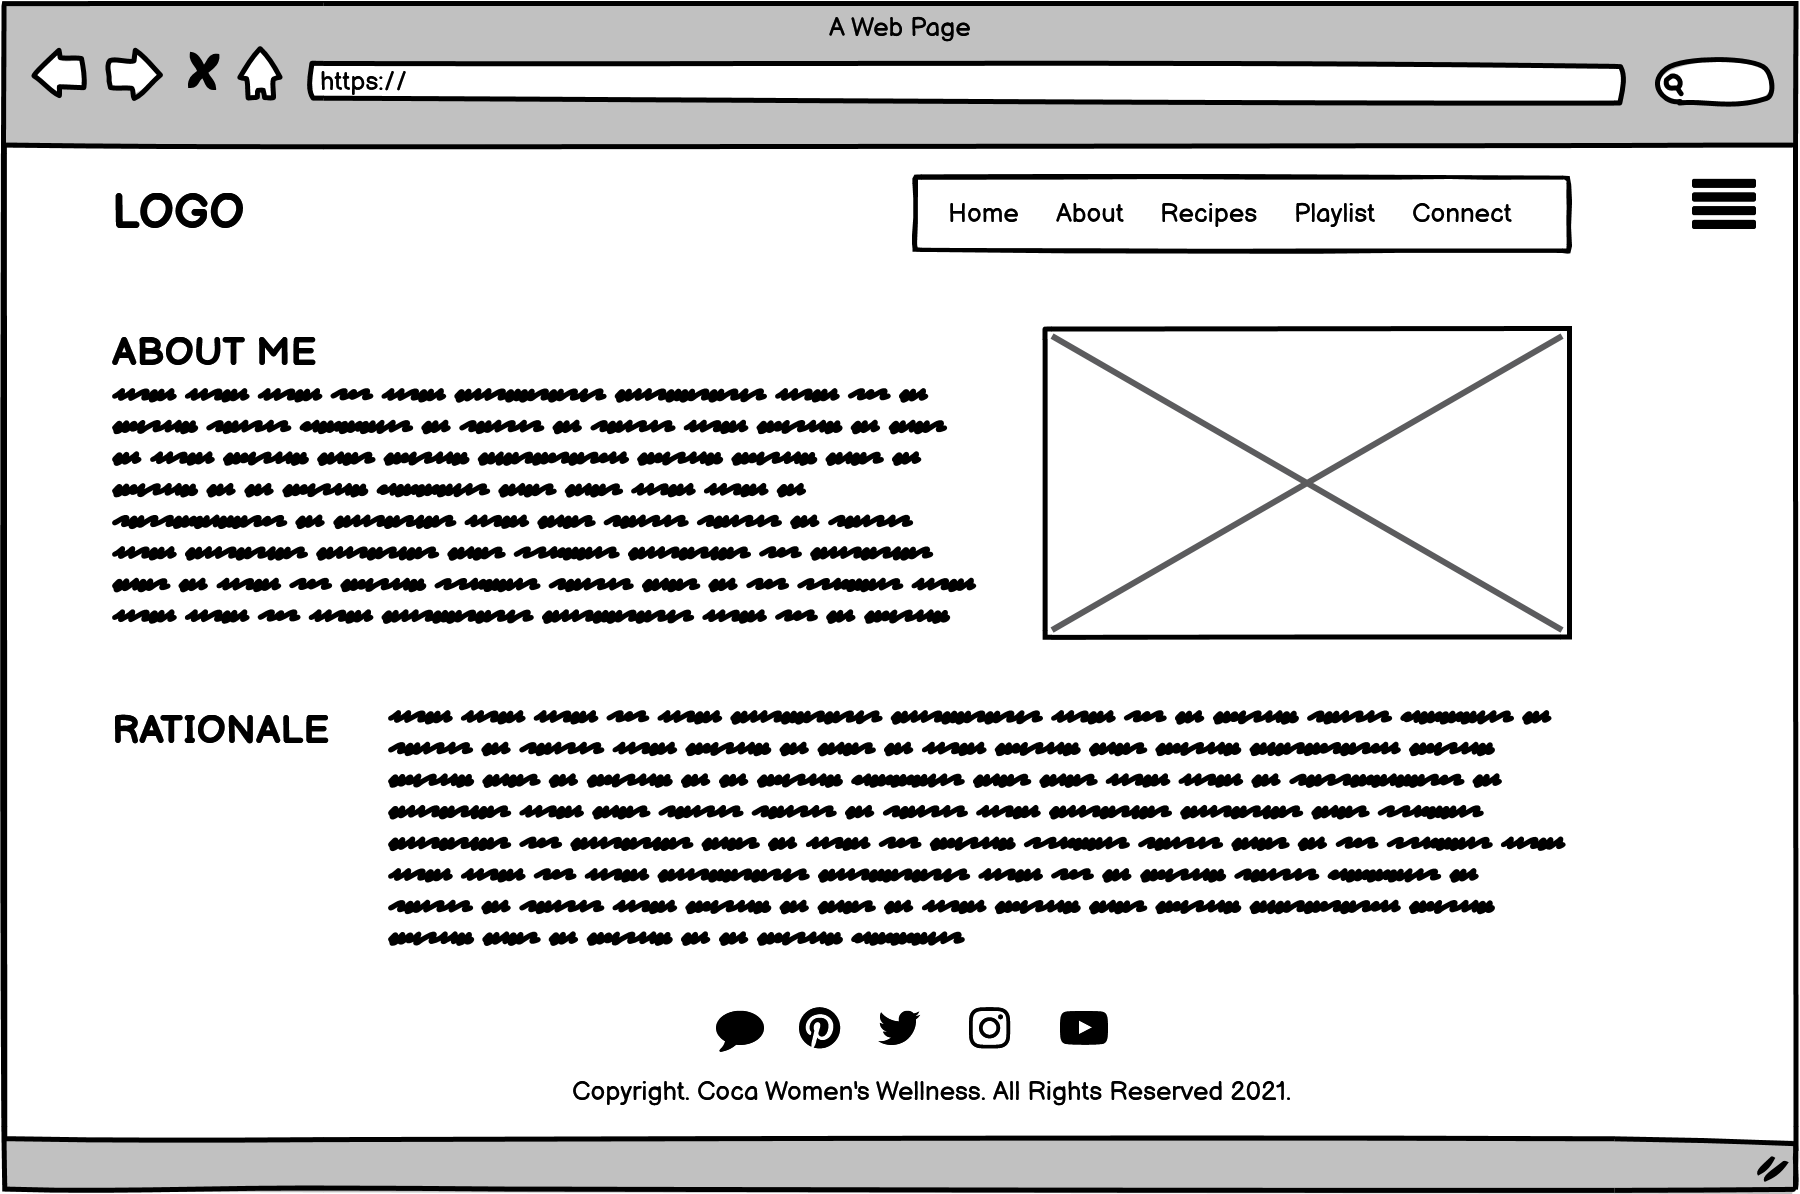 A Web Page
https://
LOGO
Home About Recipes Playlist Connect
ABOUT ME
RATIONALE
Copyright. Coca Women's Wellness. All Rights Reserved 2021.